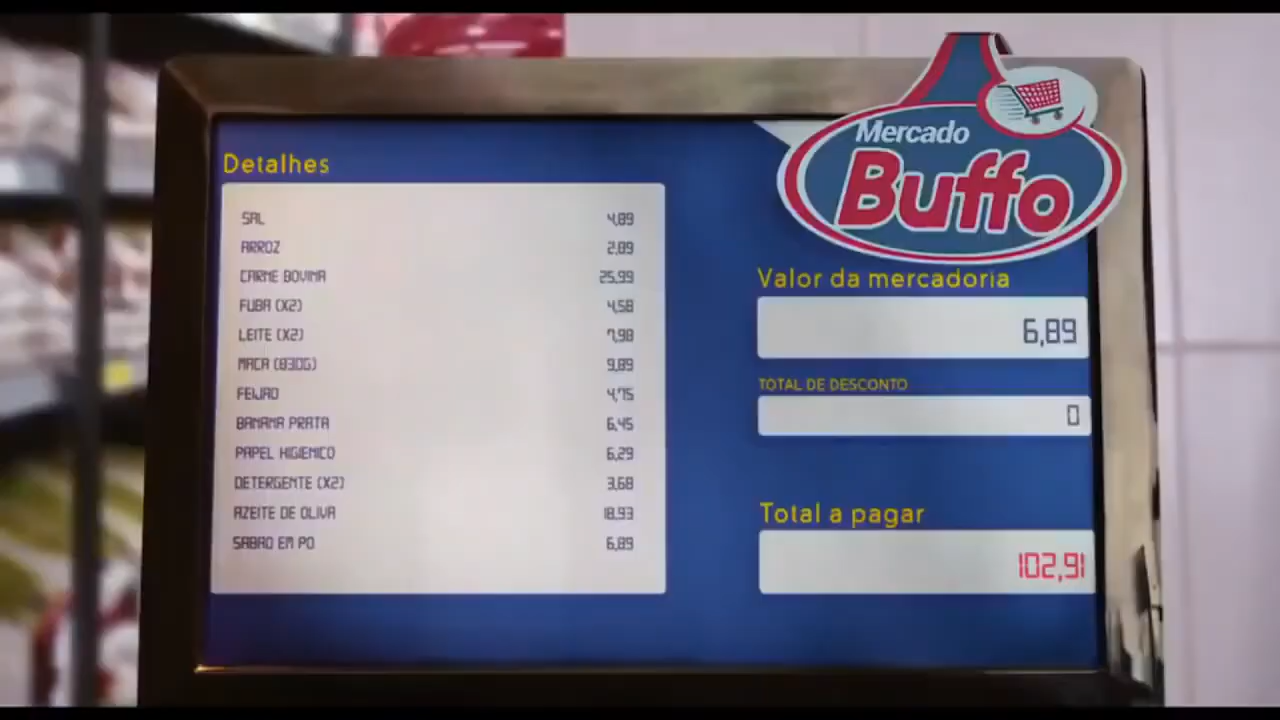 Mercado
Buffo
Detalhes
SAL 4,89
ARROZ 2,89
CARNE BOVINA 25,99
FUBA (X2) 4,58
LEITE (X2) 7,98
MACA (830G) 9,89
FEIJAO 4,75
BANANA PRATA 6,45
PAPEL HIGIENICO 6,29
DETERGENTE (X2) 3,68
AZEITE DE OLIVA 18,93
SABAO EM PO 6,89
Valor da mercadoria
6,89
TOTAL DE DESCONTO
0
Total a pagar
102,91